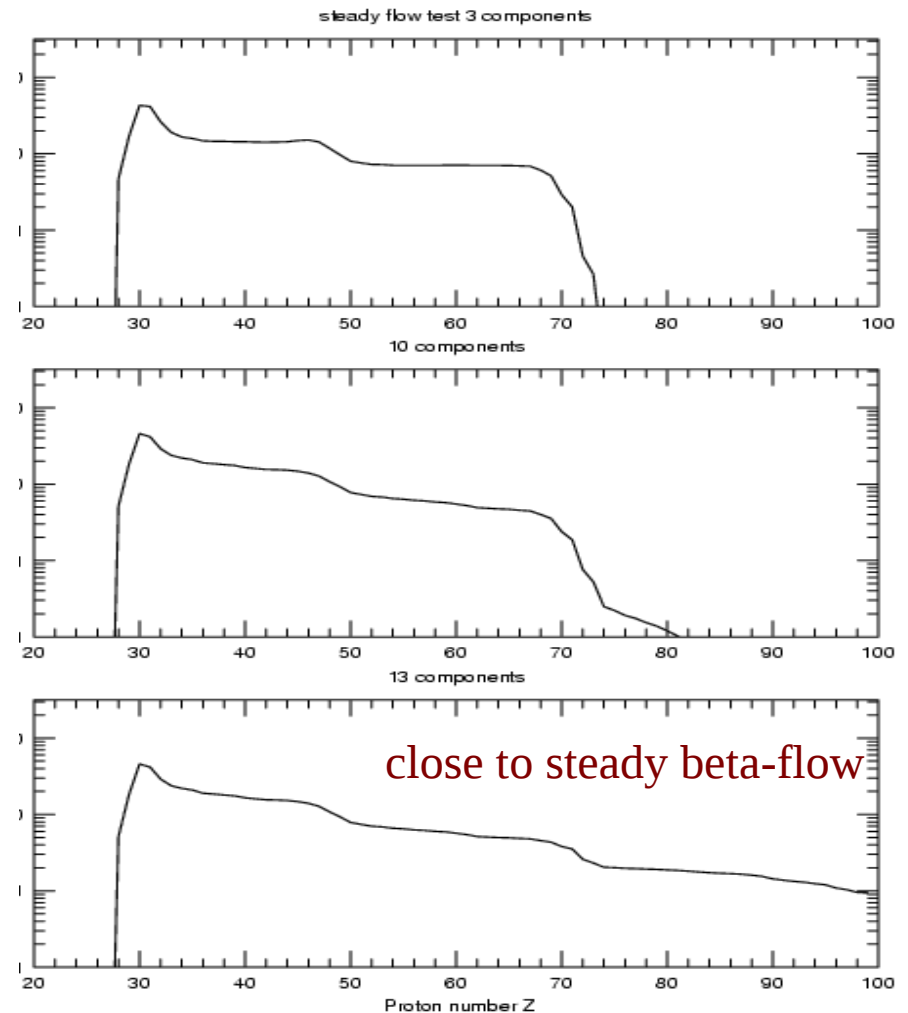 steady flow test 3 components
20 30 40 50 60 70 80 90 100
10 components
20 30 40 50 60 70 80 90 100
13 components
close to steady beta-flow
20 30 40 50 60 70 80 90 100
Proton number Z